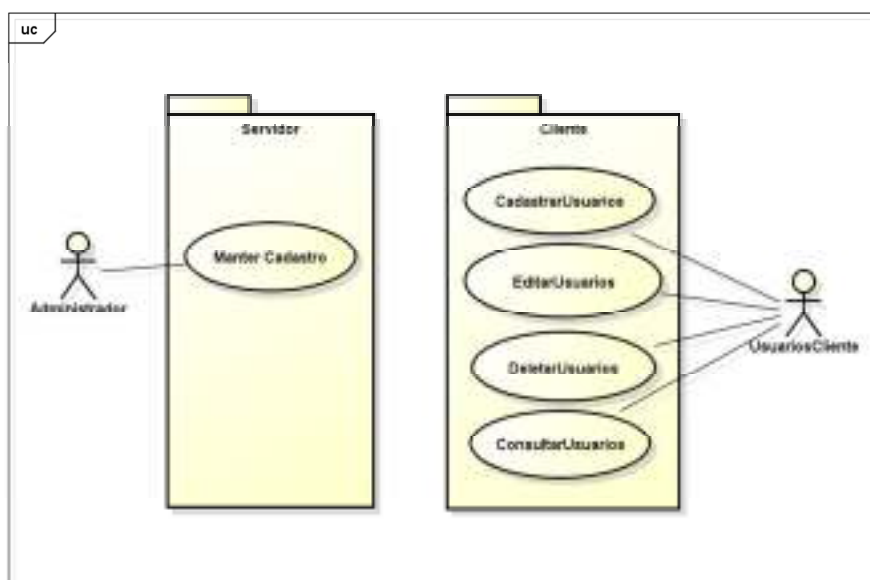 uc
Servidor
Cliente
CadastrarUsuarios
Manter Cadastro
EditarUsuarios
Administrador
UsuariosCliente
DeletarUsuarios
ConsultarUsuarios